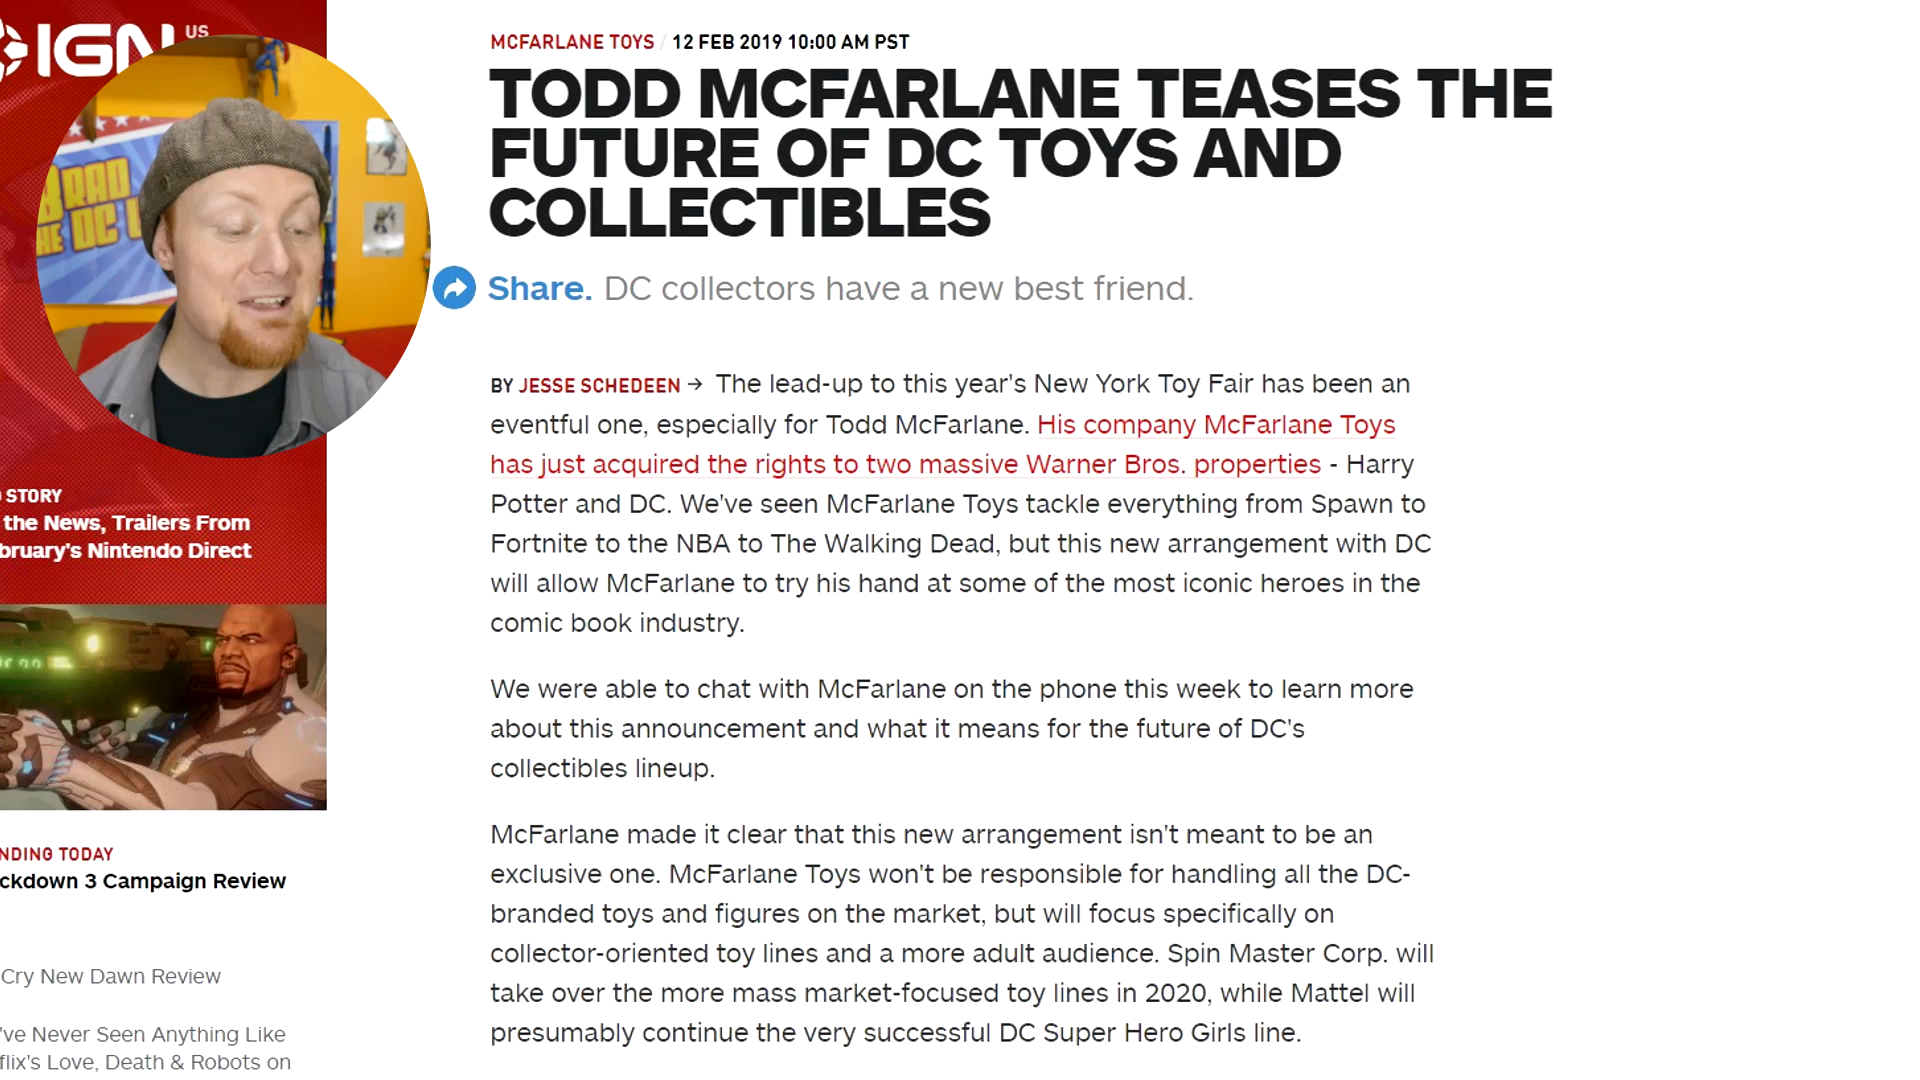 IGN US
BRAD
HE DC
STORY
the News, Trailers From
bruary's Nintendo Direct
NDING TODAY
ckdown 3 Campaign Review
Cry New Dawn Review
've Never Seen Anything Like
flix's Love, Death & Robots on
MCFARLANE TOYS / 12 FEB 2019 10:00 AM PST
TODD MCFARLANE TEASES THE
FUTURE OF DC TOYS AND
COLLECTIBLES
Share. DC collectors have a new best friend.
BY JESSE SCHEDEEN → The lead-up to this year's New York Toy Fair has been an
eventful one, especially for Todd McFarlane. His company McFarlane Toys
has just acquired the rights to two massive Warner Bros. properties - Harry
Potter and DC. We've seen McFarlane Toys tackle everything from Spawn to
Fortnite to the NBA to The Walking Dead, but this new arrangement with DC
will allow McFarlane to try his hand at some of the most iconic heroes in the
comic book industry.
We were able to chat with McFarlane on the phone this week to learn more
about this announcement and what it means for the future of DC's
collectibles lineup.
McFarlane made it clear that this new arrangement isn't meant to be an
exclusive one. McFarlane Toys won't be responsible for handling all the DC-
branded toys and figures on the market, but will focus specifically on
collector-oriented toy lines and a more adult audience. Spin Master Corp. will
take over the more mass market-focused toy lines in 2020, while Mattel will
presumably continue the very successful DC Super Hero Girls line.